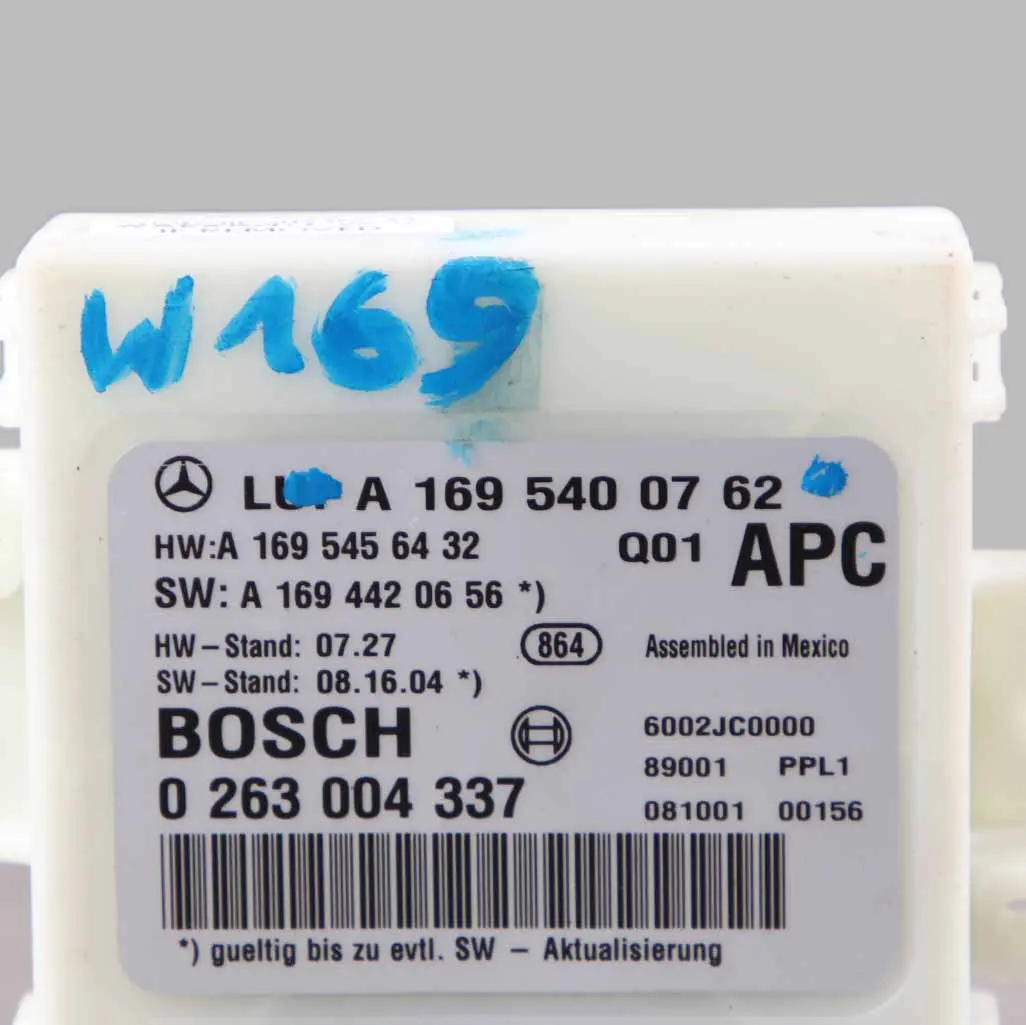 IF REMOVED
W169
A 169 540 07 62
HW:A 169 545 64 32 Q01 APC
SW: A 169 442 06 56 *)
HW-Stand: 07.27 864 Assembled in Mexico
SW-Stand: 08.16.04 *)
BOSCH 6002JC0000
89001 PPL1
0 263 004 337 081001 00156
*) gueltig bis zu evtl. SW - Aktualisierung